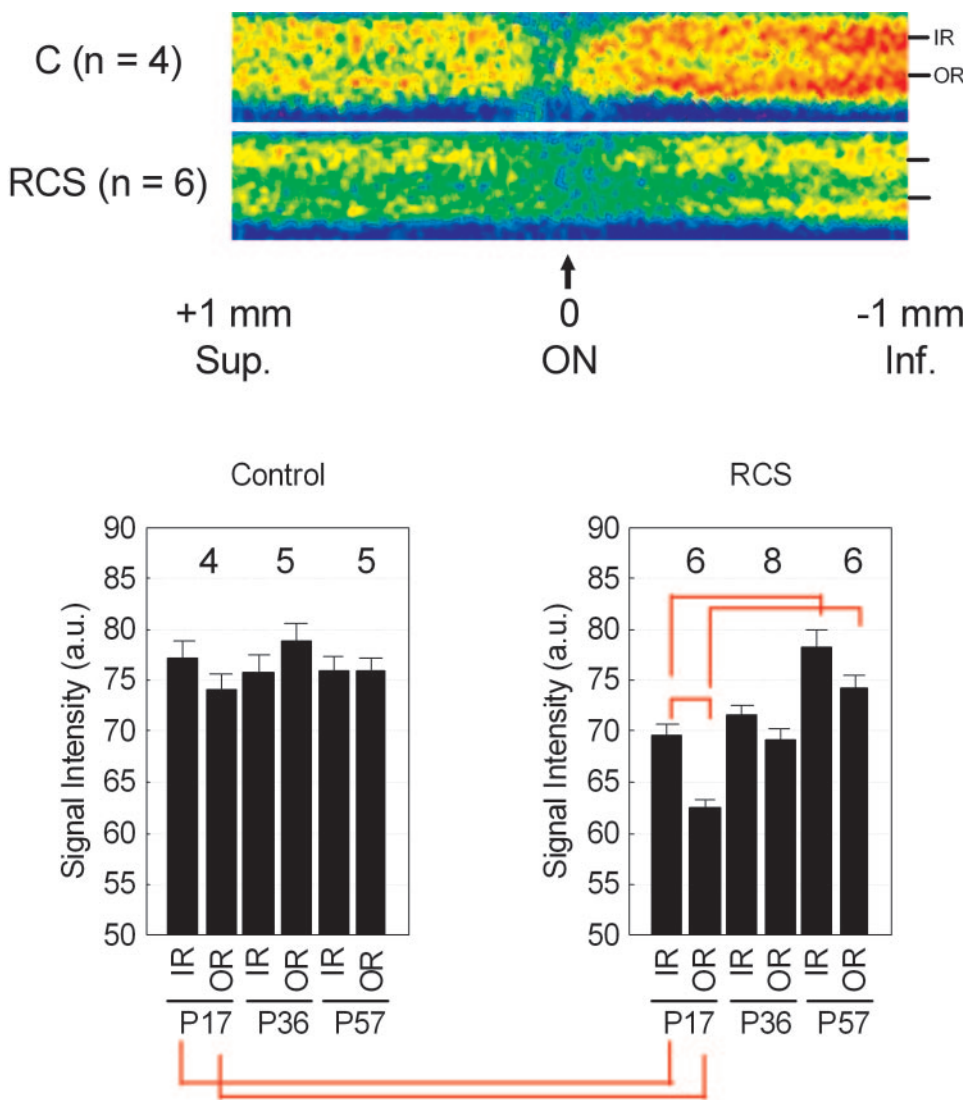 C (n = 4)
IR
OR
RCS (n = 6)
+1 mm 0 -1 mm
Sup. ON Inf.
Control
Signal Intensity (a.u.)
90
85
80
75
70
65
60
55
50
4 5 5
IR OR IR OR IR OR
P17 P36 P57
RCS
Signal Intensity (a.u.)
90
85
80
75
70
65
60
55
50
6 8 6
IR OR IR OR IR OR
P17 P36 P57